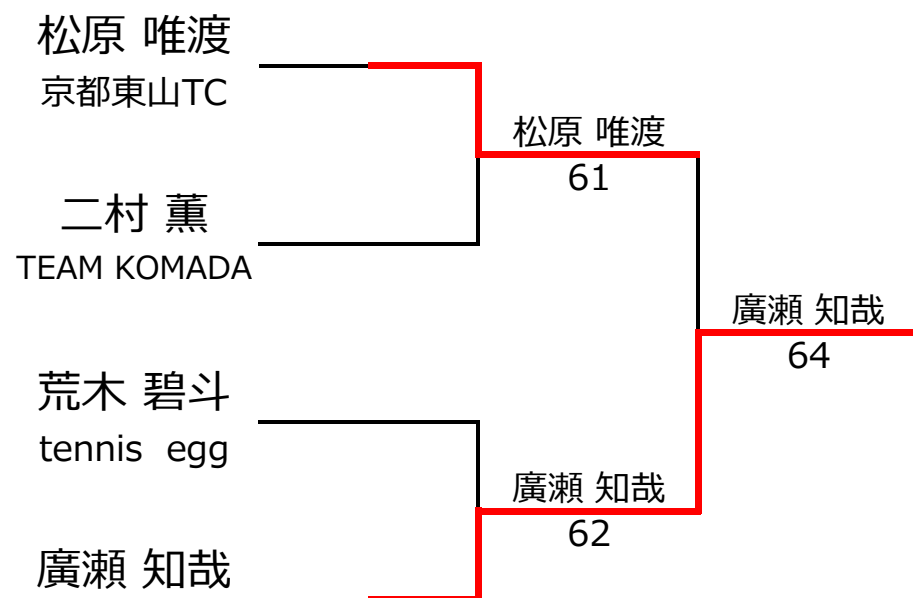 松原 唯渡
京都東山TC
松原 唯渡
61
二村 薫
TEAM KOMADA
廣瀬 知哉
64
荒木 碧斗
tennis egg
廣瀬 知哉
62
廣瀬 知哉